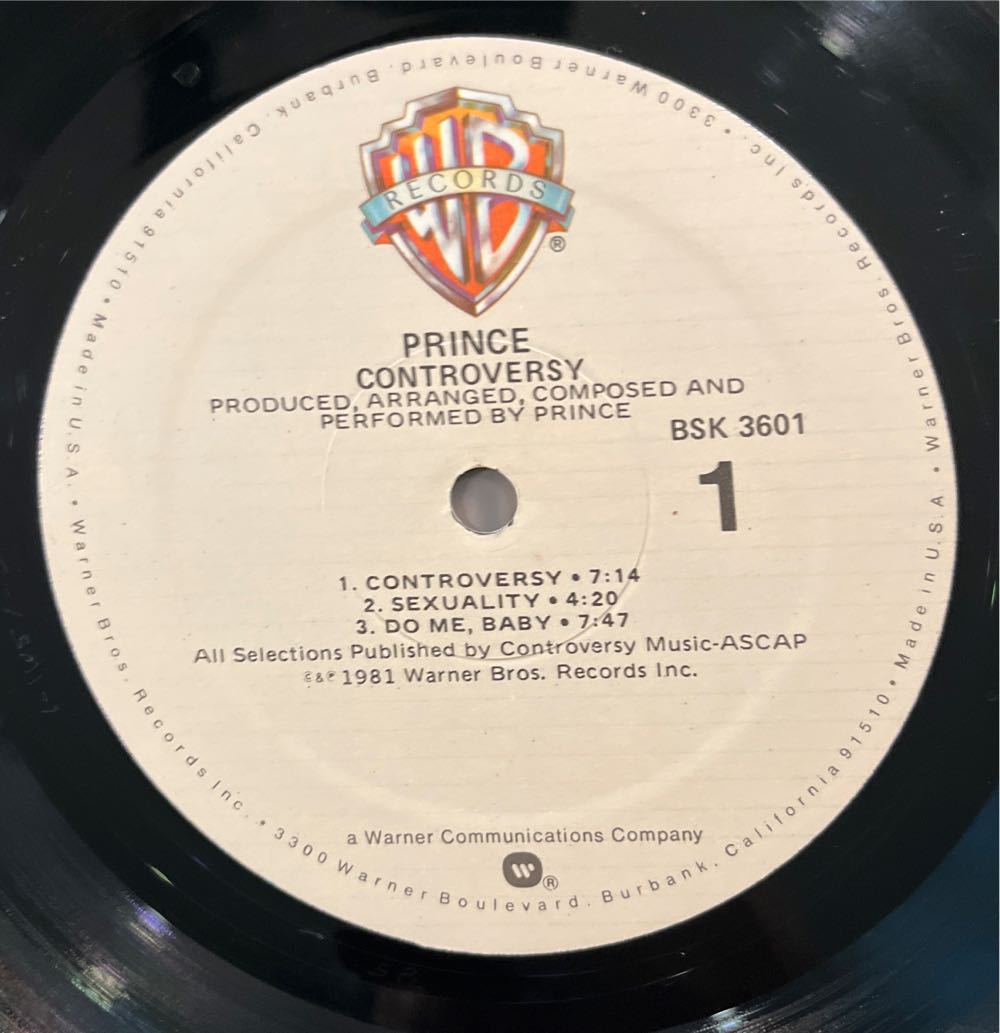 WB
RECORDS
®
PRINCE
CONTROVERSY
PRODUCED, ARRANGED, COMPOSED AND
PERFORMED BY PRINCE
BSK 3601
1
1. CONTROVERSY • 7:14
2. SEXUALITY • 4:20
3. DO ME, BABY • 7:47
All Selections Published by Controversy Music-ASCAP
©&℗ 1981 Warner Bros. Records Inc.
a Warner Communications Company
W ®
Warner Bros. Records Inc. • 3300 Warner Boulevard, Burbank, California 91510 • Made in U.S.A. • Warner Bros. Records Inc. • 3300 Warner Boulevard, Burbank, California 91510 • Made in U.S.A. •